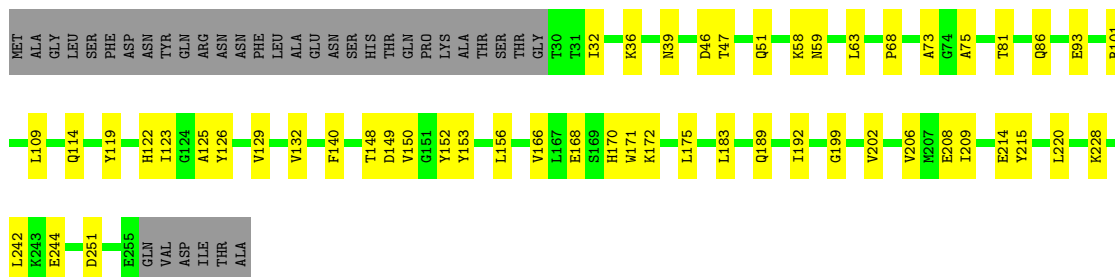 MET ALA GLY LEU SER PHE ASP ASN TYR GLN ARG ASN ASN PHE LEU ALA GLU ASN SER HIS THR GLN PRO LYS ALA THR SER THR GLY T30 T31 I32 K36 N39 D46 T47 Q51 K58 N59 L63 P68 A73 G74 A75 T81 Q86 E93
L109 Q114 Y119 H122 I123 G124 A125 Y126 V129 V132 F140 T148 D149 V150 G151 Y152 Y153 L156 V166 L167 E168 S169 H170 W171 K172 L175 L183 Q189 I192 G199 V202 V206 M207 E208 I209 E214 Y215 L220 K228
L242 K243 E244 D251 E255 GLN VAL ASP ILE THR ALA